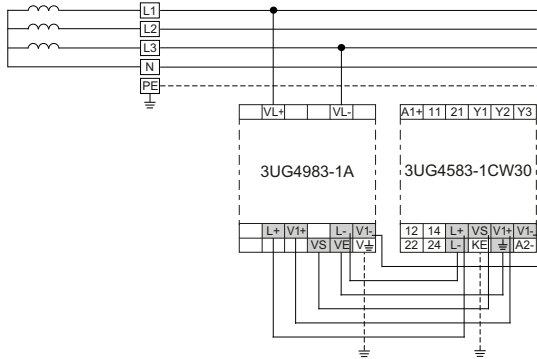 L1
L2
L3
N
PE
VL+ VL- A1+ 11 21 Y1 Y2 Y3
3UG4983-1A 3UG4583-1CW30
L+ V1+ L- V1- 12 14 L+ VS V1+ V1-
VS VE V⏚ 22 24 L- KE ⏚ A2-